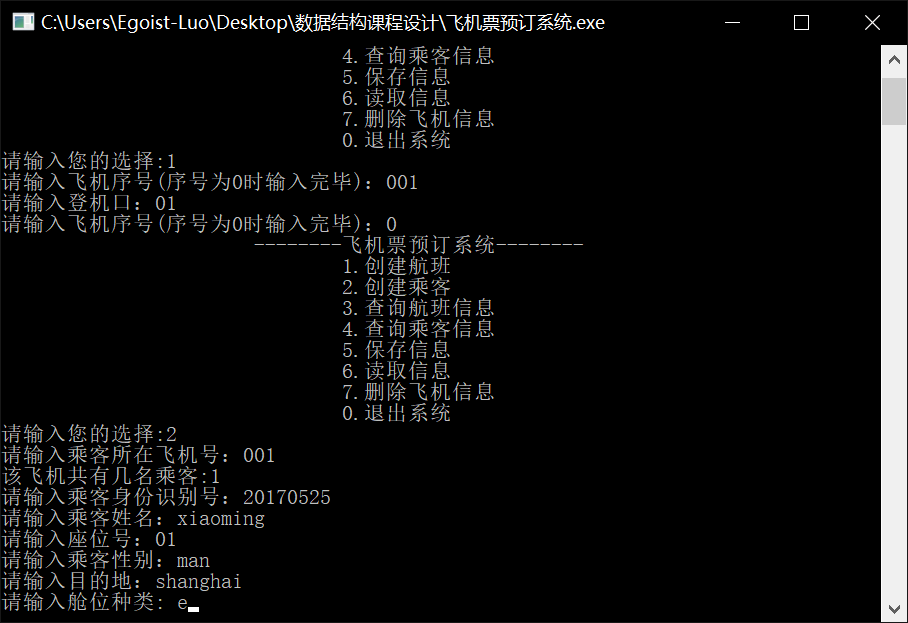 C:\Users\Egoist-Luo\Desktop\数据结构课程设计\飞机票预订系统.exe
4.查询乘客信息
5.保存信息
6.读取信息
7.删除飞机信息
0.退出系统
请输入您的选择:1
请输入飞机序号(序号为0时输入完毕): 001
请输入登机口: 01
请输入飞机序号(序号为0时输入完毕): 0
--------飞机票预订系统--------
1.创建航班
2.创建乘客
3.查询航班信息
4.查询乘客信息
5.保存信息
6.读取信息
7.删除飞机信息
0.退出系统
请输入您的选择:2
请输入乘客所在飞机号: 001
该飞机共有几名乘客:1
请输入乘客身份识别号: 20170525
请输入乘客姓名: xiaoming
请输入座位号: 01
请输入乘客性别: man
请输入目的地: shanghai
请输入舱位种类: e